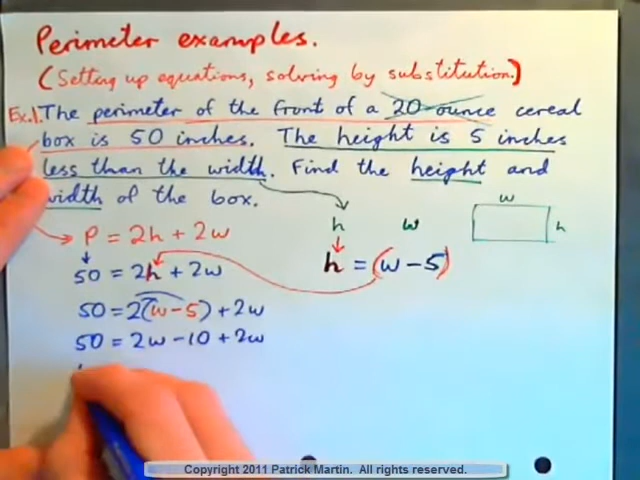 Perimeter examples.
(Setting up equations, solving by substitution.)
Ex.1. The perimeter of the front of a 20-ounce cereal
box is 50 inches. The height is 5 inches
less than the width. Find the height and
width of the box.
w
h w
h
P = 2h + 2w
h = (w - 5)
50 = 2h + 2w
50 = 2(w - 5) + 2w
50 = 2w - 10 + 2w
Copyright 2011 Patrick Martin. All rights reserved.